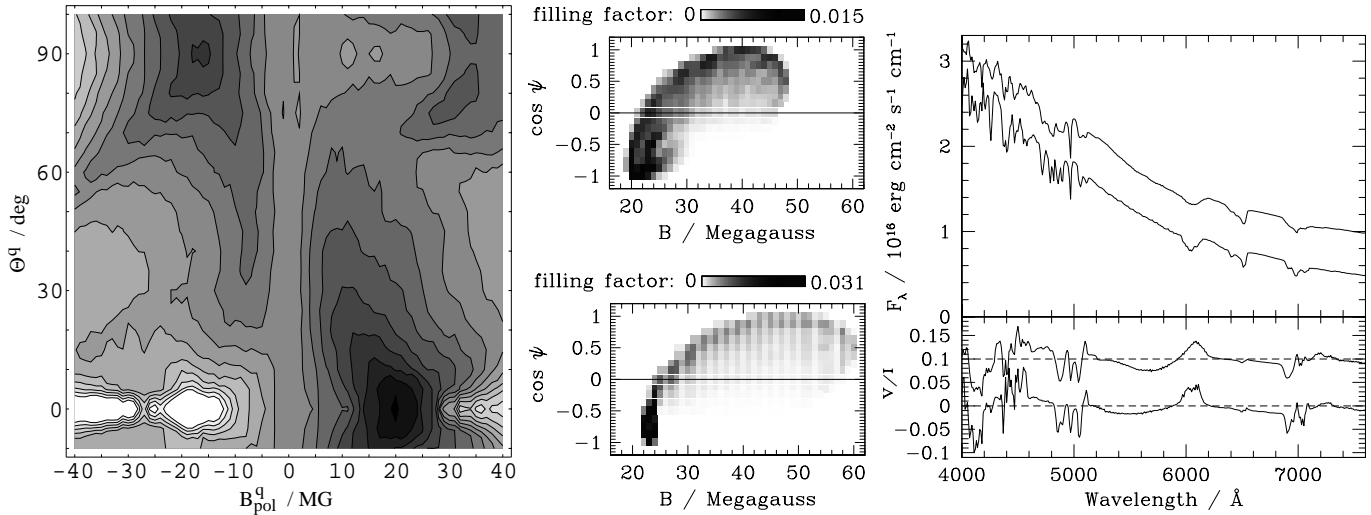 90
60
30
0
Θ^q / deg
−40 −30 −20 −10 0 10 20 30 40
B^q_pol / MG
filling factor: 0 0.015
1
0.5
0
−0.5
−1
cos ψ
20 30 40 50 60
B / Megagauss
filling factor: 0 0.031
1
0.5
0
−0.5
−1
cos ψ
20 30 40 50 60
B / Megagauss
3
2
1
0
F_λ / 10^16 erg cm^−2 s^−1 cm^−1
0.15
0.1
0.05
0
−0.05
−0.1
V/I
4000 5000 6000 7000
Wavelength / Å